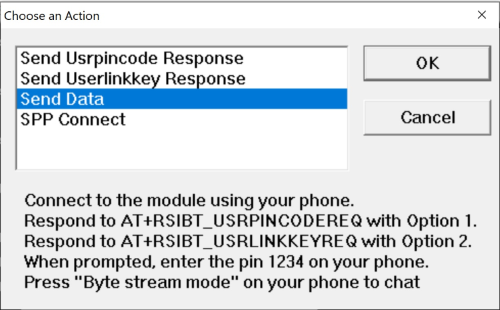 Choose an Action
Send Usrpincode Response
Send Userlinkkey Response
Send Data
SPP Connect
OK
Cancel
Connect to the module using your phone.
Respond to AT+RSIBT_USRPINCODEREQ with Option 1.
Respond to AT+RSIBT_USRLINKKEYREQ with Option 2.
When prompted, enter the pin 1234 on your phone.
Press "Byte stream mode" on your phone to chat